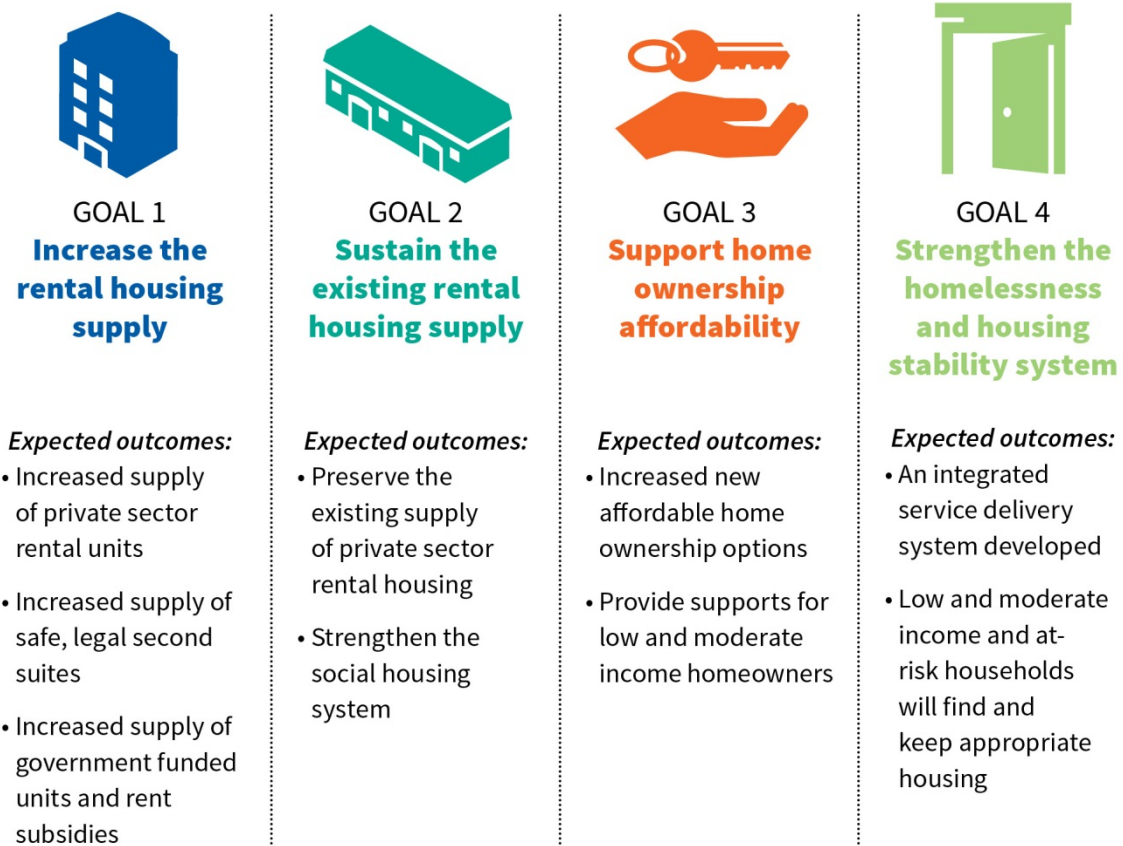 GOAL 1
Increase the
rental housing
supply
Expected outcomes:
• Increased supply
of private sector
rental units
• Increased supply of
safe, legal second
suites
• Increased supply of
government funded
units and rent
subsidies
GOAL 2
Sustain the
existing rental
housing supply
Expected outcomes:
• Preserve the
existing supply
of private sector
rental housing
• Strengthen the
social housing
system
GOAL 3
Support home
ownership
affordability
Expected outcomes:
• Increased new
affordable home
ownership options
• Provide supports for
low and moderate
income homeowners
GOAL 4
Strengthen the
homelessness
and housing
stability system
Expected outcomes:
• An integrated
service delivery
system developed
• Low and moderate
income and at-
risk households
will find and
keep appropriate
housing